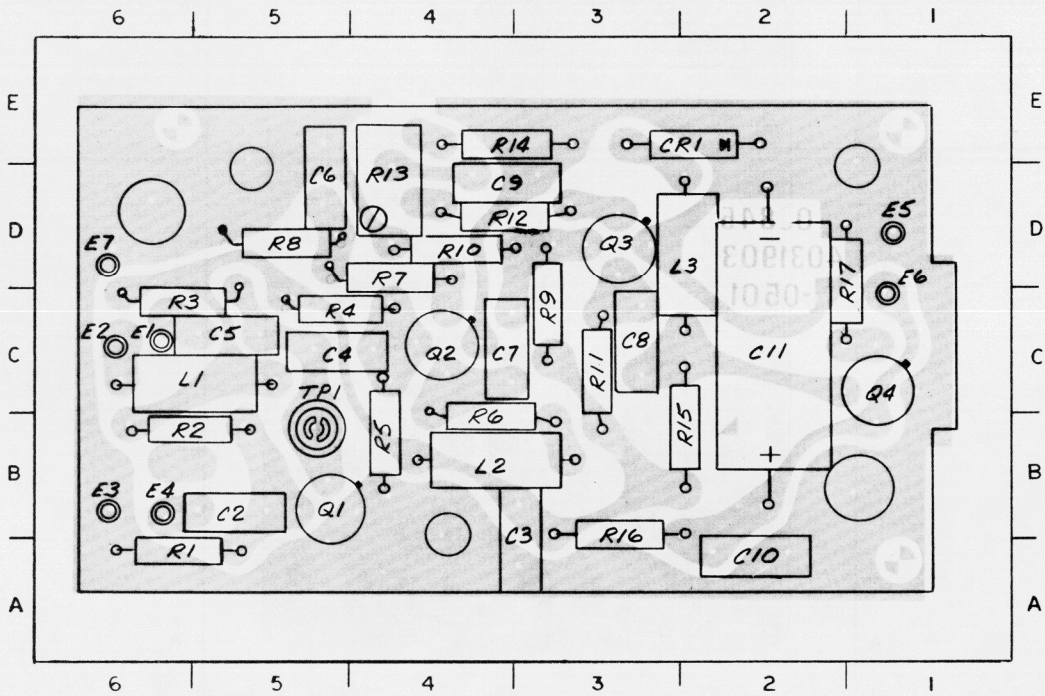 6 5 4 3 2 1
E E
R14 CR1
C6 R13 C9
R12
D E7 R8 R10 Q3 L3 E5 D
R7 R17 E6
R3 R4 R9
E2 E1 C5 C4 Q2 C7 R11 C8 C11
C L1 Q4 C
TP1
R2 R5 R6 R15
B L2 + B
E3 E4 C2 Q1
R1 C3 R16 C10
A A
6 5 4 3 2 1